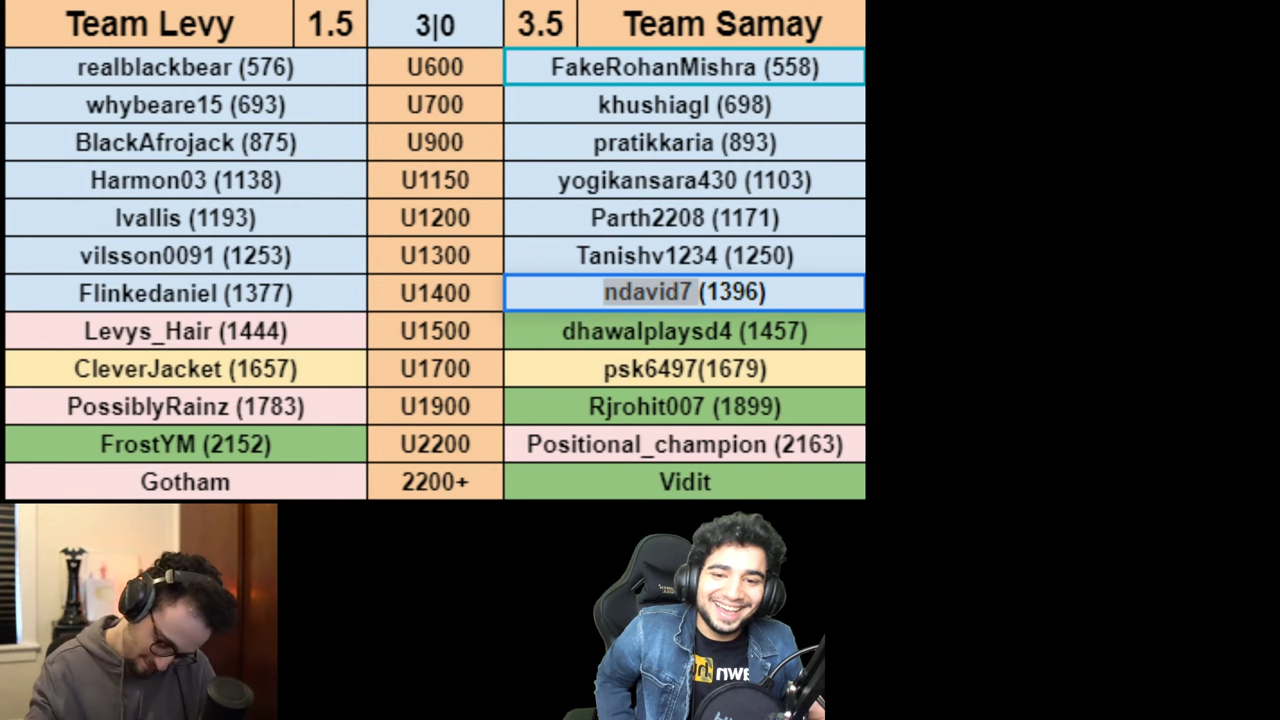 Team Levy 1.5 3|0 3.5 Team Samay
realblackbear (576) U600 FakeRohanMishra (558)
whybeare15 (693) U700 khushiagl (698)
BlackAfrojack (875) U900 pratikkaria (893)
Harmon03 (1138) U1150 yogikansara430 (1103)
Ivallis (1193) U1200 Parth2208 (1171)
vilsson0091 (1253) U1300 Tanishv1234 (1250)
Flinkedaniel (1377) U1400 ndavid7 (1396)
Levys_Hair (1444) U1500 dhawalplaysd4 (1457)
CleverJacket (1657) U1700 psk6497(1679)
PossiblyRainz (1783) U1900 Rjrohit007 (1899)
FrostYM (2152) U2200 Positional_champion (2163)
Gotham 2200+ Vidit